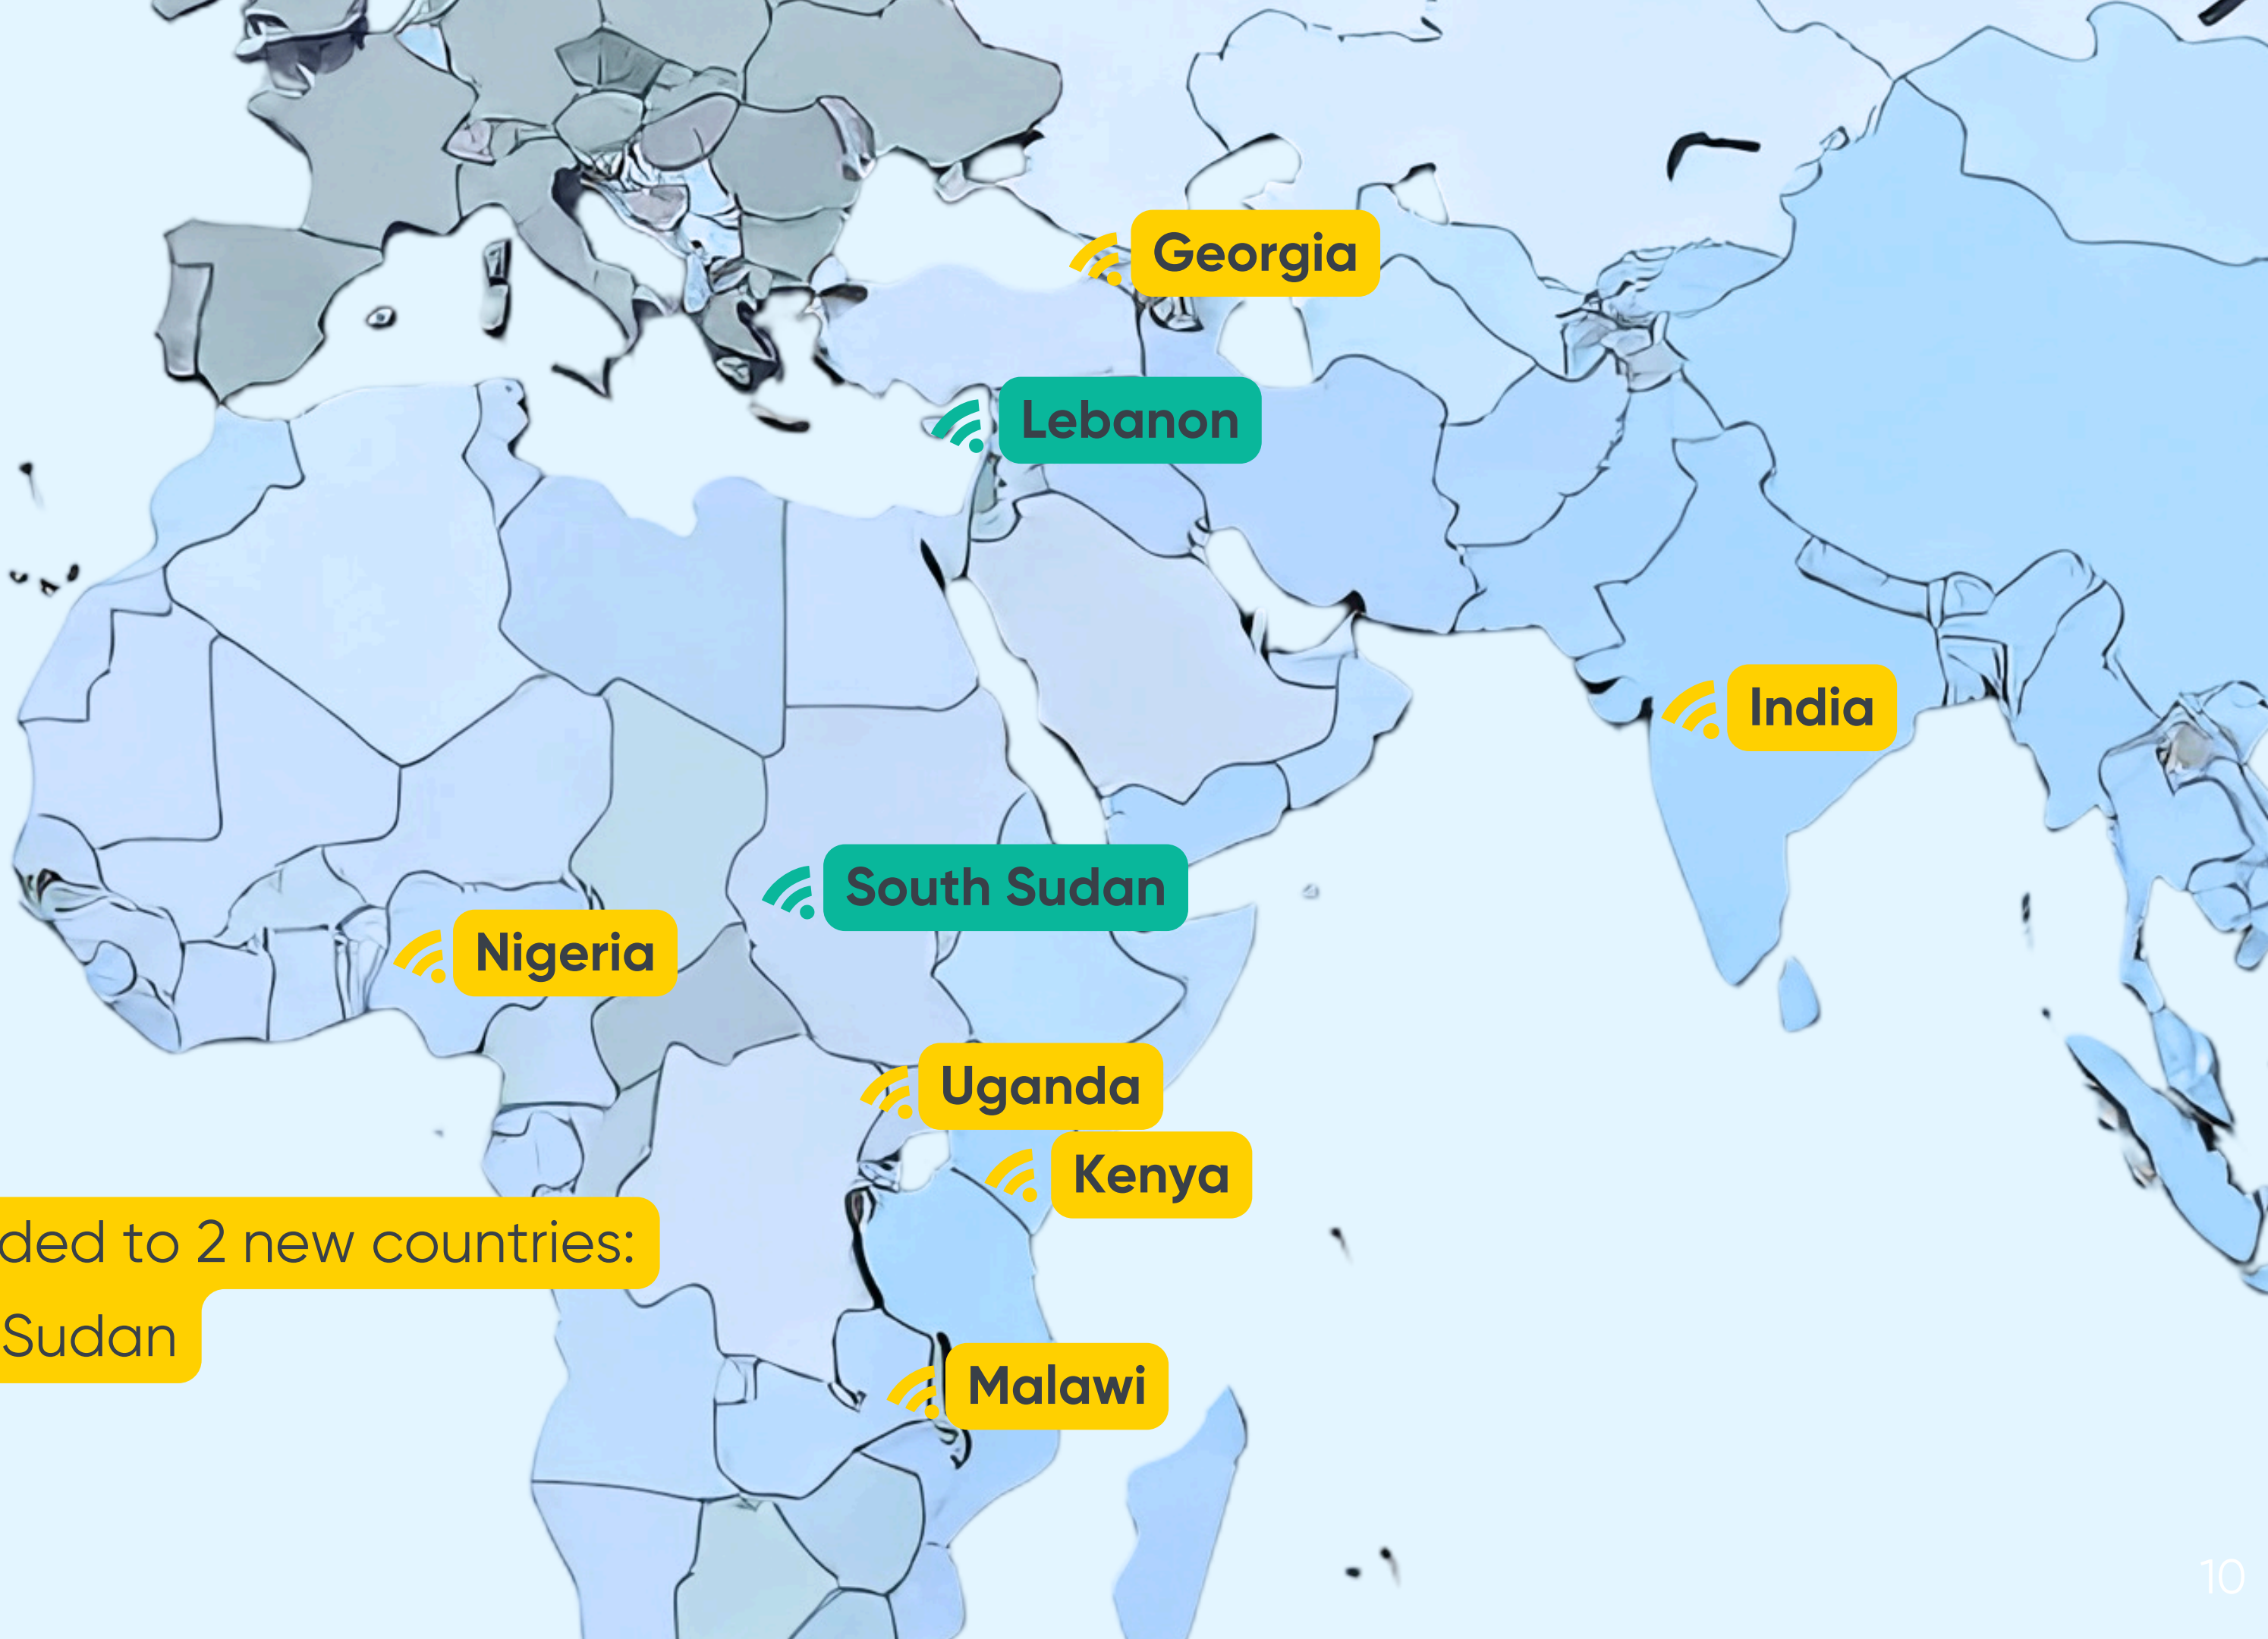 Georgia
Lebanon
India
South Sudan
Nigeria
Uganda
Kenya
ded to 2 new countries:
Sudan
Malawi
10